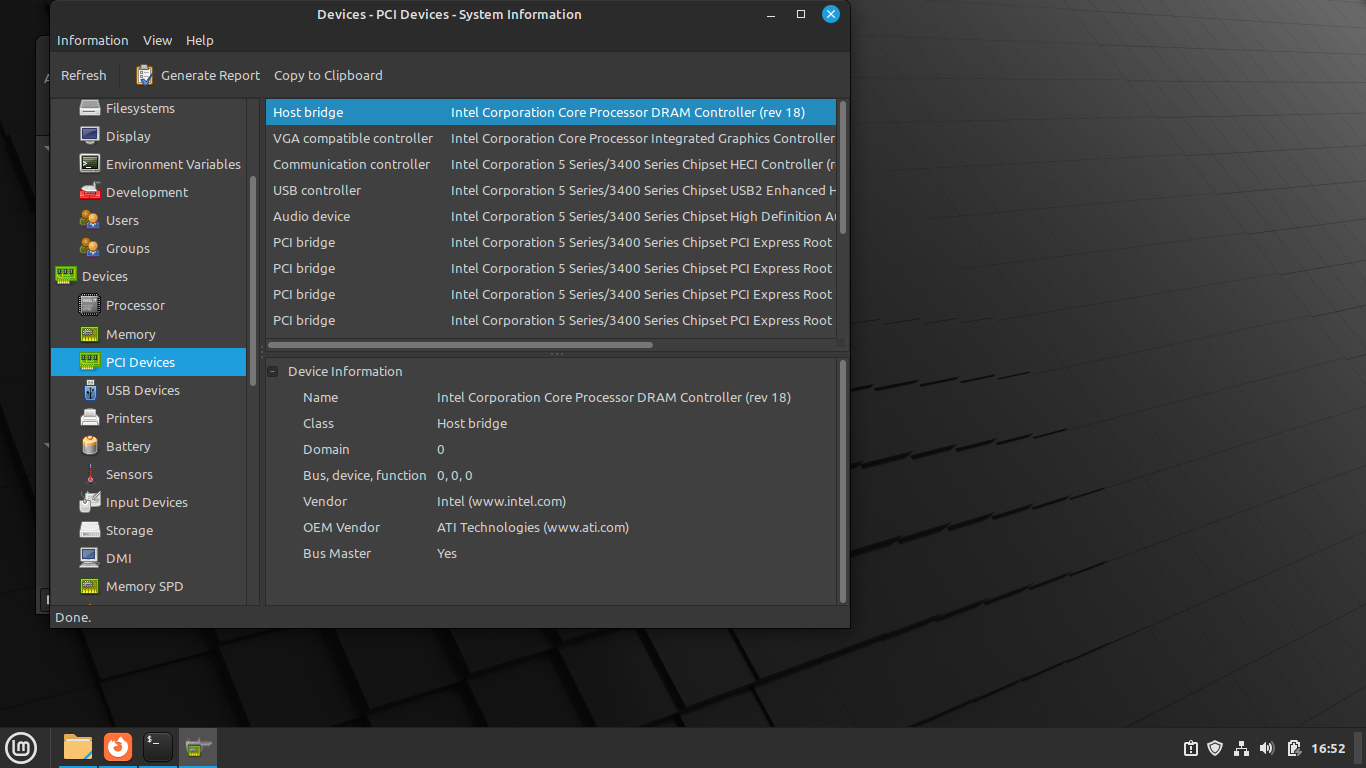 Devices - PCI Devices - System Information
Information View Help
Refresh Generate Report Copy to Clipboard
Filesystems
Display
Environment Variables
Development
Users
Groups
Devices
Processor
Memory
PCI Devices
USB Devices
Printers
Battery
Sensors
Input Devices
Storage
DMI
Memory SPD
Host bridge Intel Corporation Core Processor DRAM Controller (rev 18)
VGA compatible controller Intel Corporation Core Processor Integrated Graphics Controller
Communication controller Intel Corporation 5 Series/3400 Series Chipset HECI Controller (r
USB controller Intel Corporation 5 Series/3400 Series Chipset USB2 Enhanced H
Audio device Intel Corporation 5 Series/3400 Series Chipset High Definition Au
PCI bridge Intel Corporation 5 Series/3400 Series Chipset PCI Express Root
PCI bridge Intel Corporation 5 Series/3400 Series Chipset PCI Express Root
PCI bridge Intel Corporation 5 Series/3400 Series Chipset PCI Express Root
PCI bridge Intel Corporation 5 Series/3400 Series Chipset PCI Express Root
Device Information
Name Intel Corporation Core Processor DRAM Controller (rev 18)
Class Host bridge
Domain 0
Bus, device, function 0, 0, 0
Vendor Intel (www.intel.com)
OEM Vendor ATI Technologies (www.ati.com)
Bus Master Yes
Done.
16:52